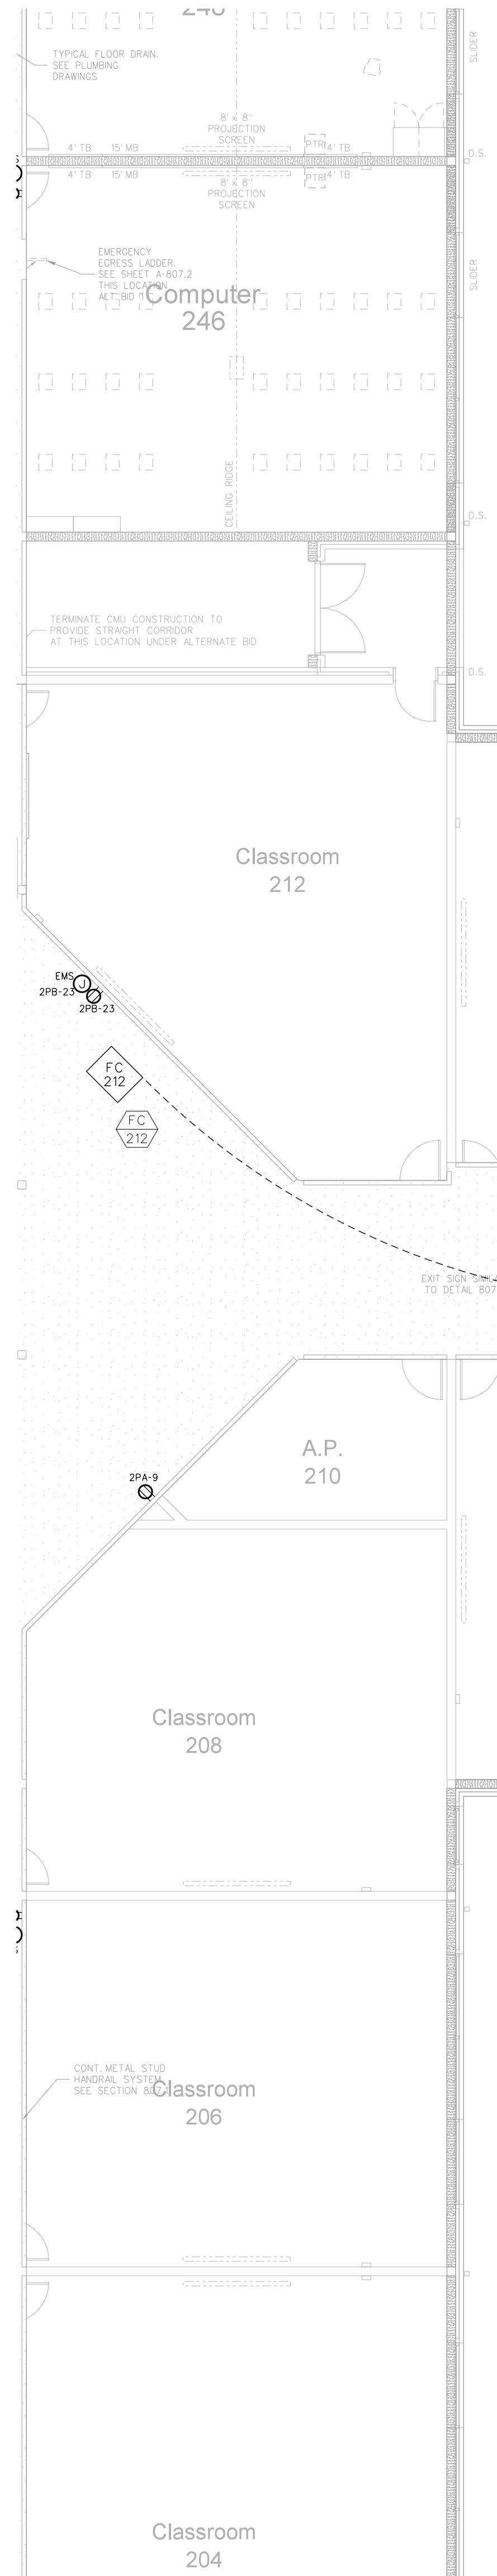 TYPICAL FLOOR DRAIN.
SEE PLUMBING
DRAWINGS
SLIDER
8' x 8"
PROJECTION
SCREEN
4' TB
15' MB
PTR
4' TB
D.S.
4' TB
15' MB
PTR
4' TB
8' x 8"
PROJECTION
SCREEN
EMERGENCY
EGRESS LADDER.
SEE SHEET A-807.2
THIS LOCATION
ALT. BID
Computer
246
SLIDER
CEILING RIDGE
D.S.
TERMINATE CMU CONSTRUCTION TO
PROVIDE STRAIGHT CORRIDOR
AT THIS LOCATION UNDER ALTERNATE BID
D.S.
Classroom
212
EMS
J
2PB-23
2PB-23
FC
212
FC
212
EXIT SIGN SIMILA
TO DETAIL 807
A.P.
210
2PA-9
Classroom
208
CONT. METAL STUD
HANDRAIL SYSTEM
SEE SECTION 807
Classroom
206
Classroom
204